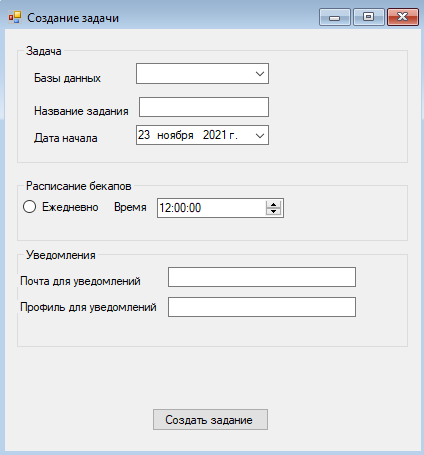 Создание задачи
Задача
Базы данных
Название задания
Дата начала 23 ноября 2021 г.
Расписание бекапов
Ежедневно Время 12:00:00
Уведомления
Почта для уведомлений
Профиль для уведомлений
Создать задание